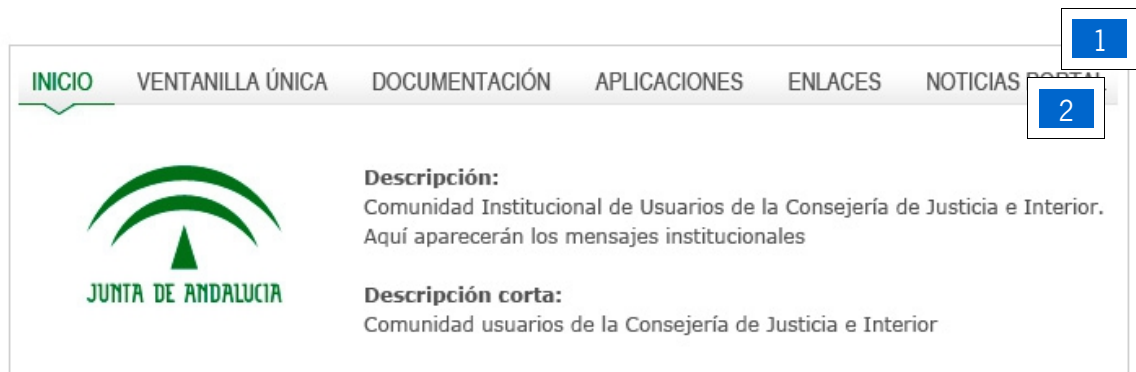 1
INICIO VENTANILLA ÚNICA DOCUMENTACIÓN APLICACIONES ENLACES NOTICIAS PORTAL
2
Descripción:
Comunidad Institucional de Usuarios de la Consejería de Justicia e Interior.
Aquí aparecerán los mensajes institucionales
JUNTA DE ANDALUCIA
Descripción corta:
Comunidad usuarios de la Consejería de Justicia e Interior